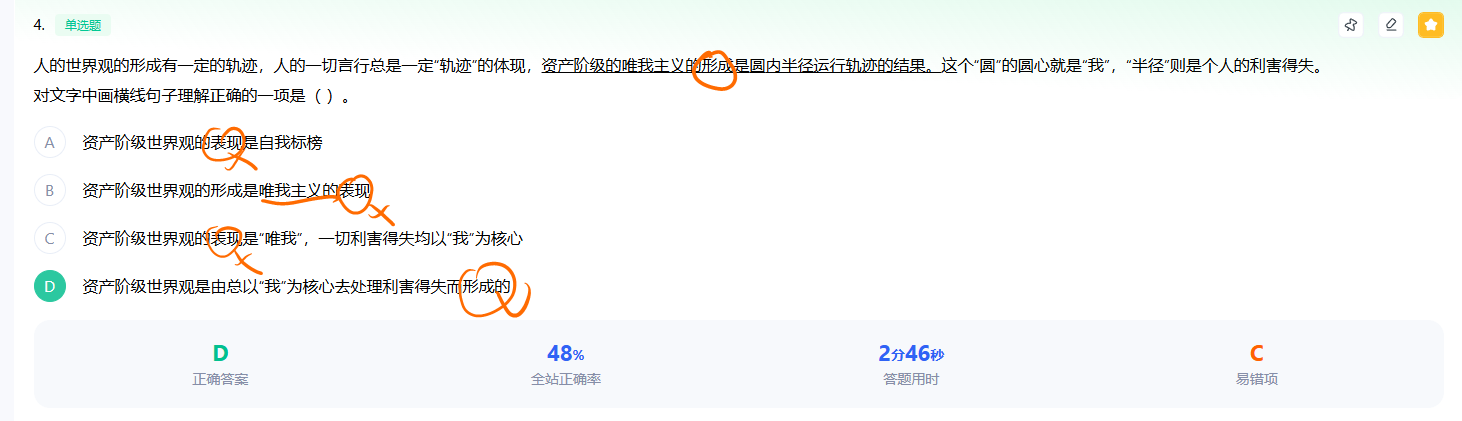 4. 单选题
人的世界观的形成有一定的轨迹，人的一切言行总是一定“轨迹”的体现，资产阶级的唯我主义的形成是圆内半径运行轨迹的结果。这个“圆”的圆心就是“我”，“半径”则是个人的利害得失。
对文字中画横线句子理解正确的一项是（ ）。
A 资产阶级世界观的表现是自我标榜
B 资产阶级世界观的形成是唯我主义的表现
C 资产阶级世界观的表现是“唯我”，一切利害得失均以“我”为核心
D 资产阶级世界观是由总以“我”为核心去处理利害得失而形成的
D 48% 2分46秒 C
正确答案 全站正确率 答题用时 易错项